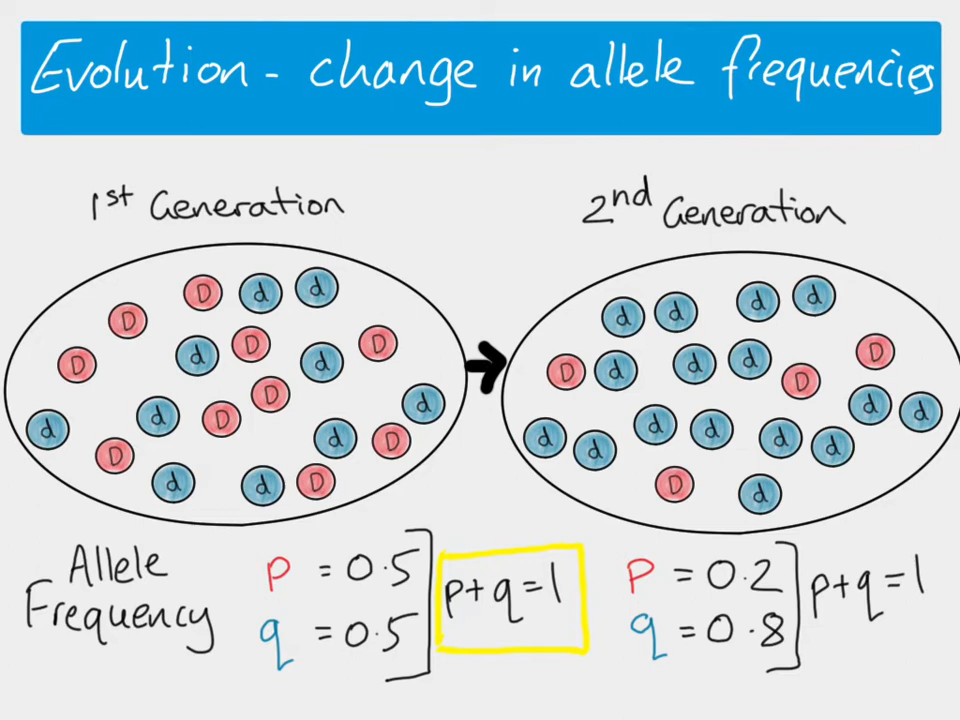 Evolution - change in allele frequencies
1st Generation
2nd Generation
D d d
D
d D d D
D
D
d d D d
D d D
d d D
d d d d
D d d d D D
d d d d d d d d
D d
Allele Frequency
p = 0.5
q = 0.5
p+q=1
p = 0.2
q = 0.8
p+q=1